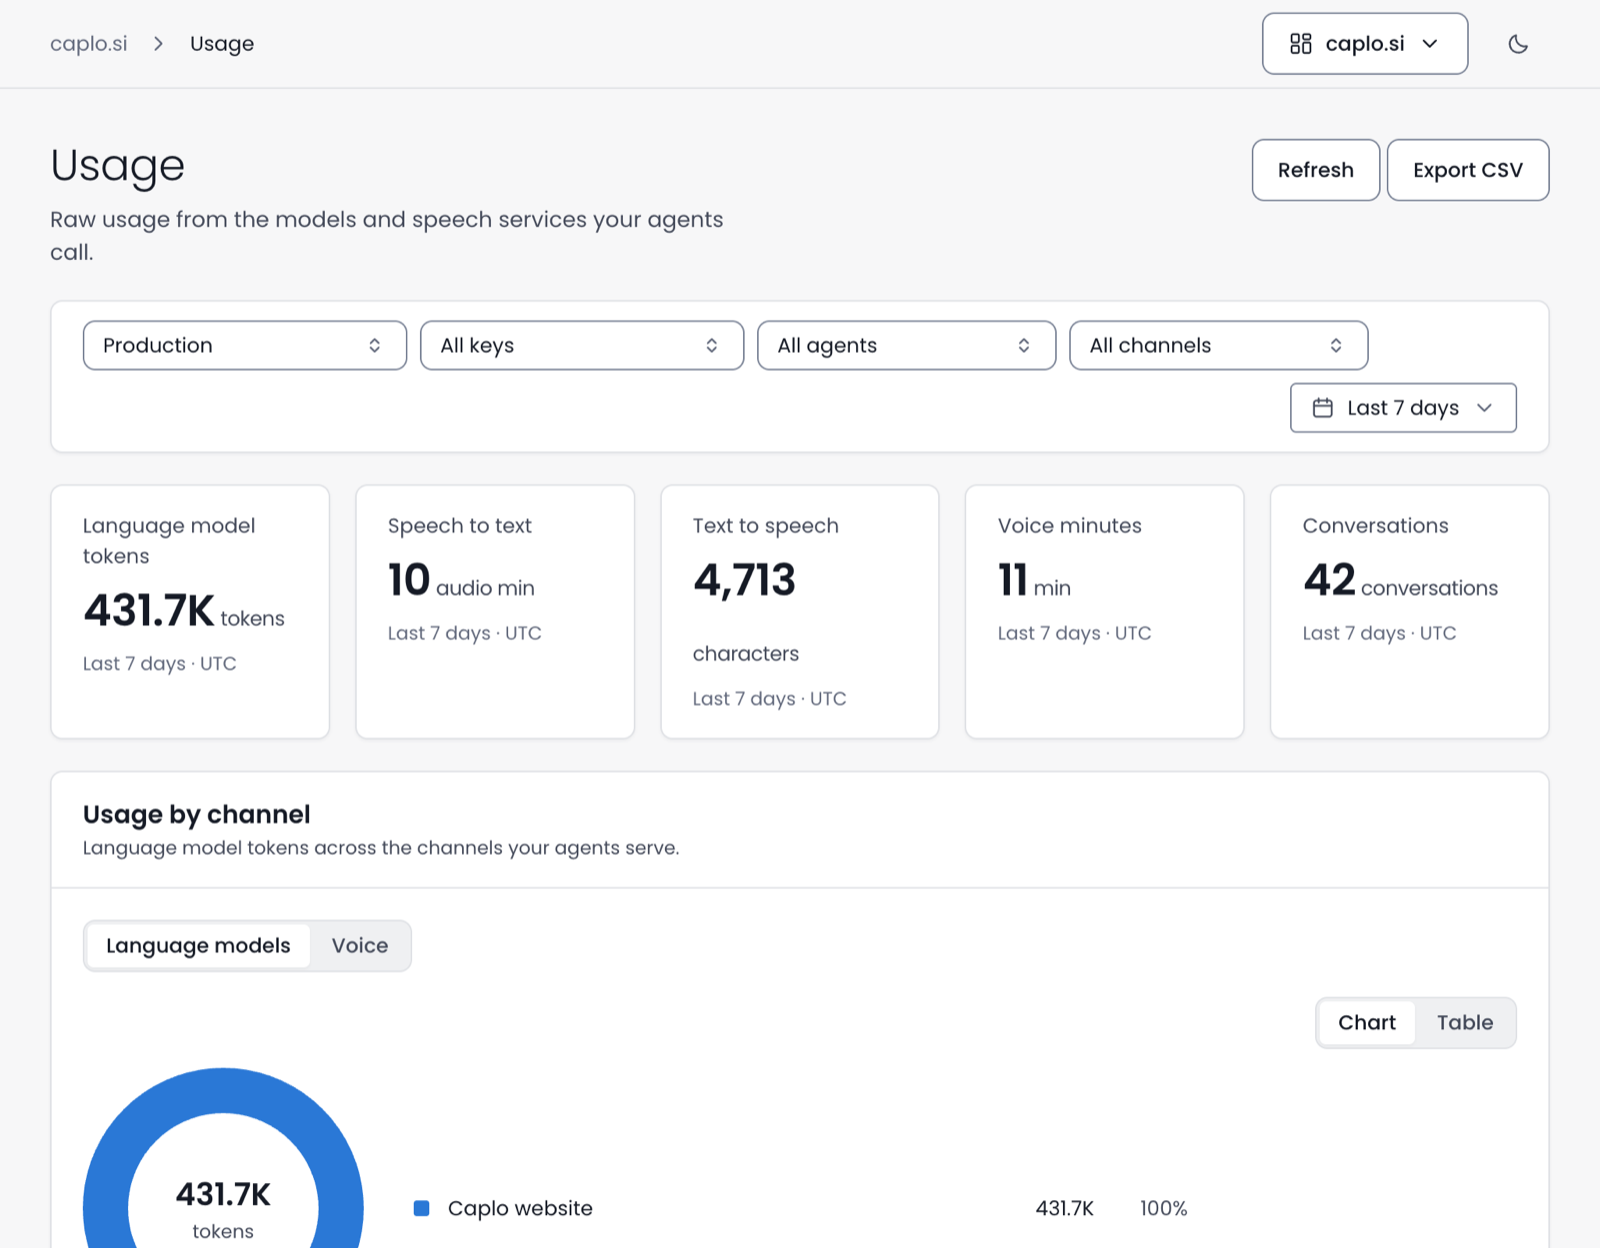 caplo.si > Usage
caplo.si
Usage
Raw usage from the models and speech services your agents
call.
Refresh
Export CSV
Production
All keys
All agents
All channels
Last 7 days
Language model
tokens
431.7K tokens
Last 7 days · UTC
Speech to text
10 audio min
Last 7 days · UTC
Text to speech
4,713
characters
Last 7 days · UTC
Voice minutes
11 min
Last 7 days · UTC
Conversations
42 conversations
Last 7 days · UTC
Usage by channel
Language model tokens across the channels your agents serve.
Language models
Voice
Chart
Table
431.7K
tokens
Caplo website
431.7K
100%